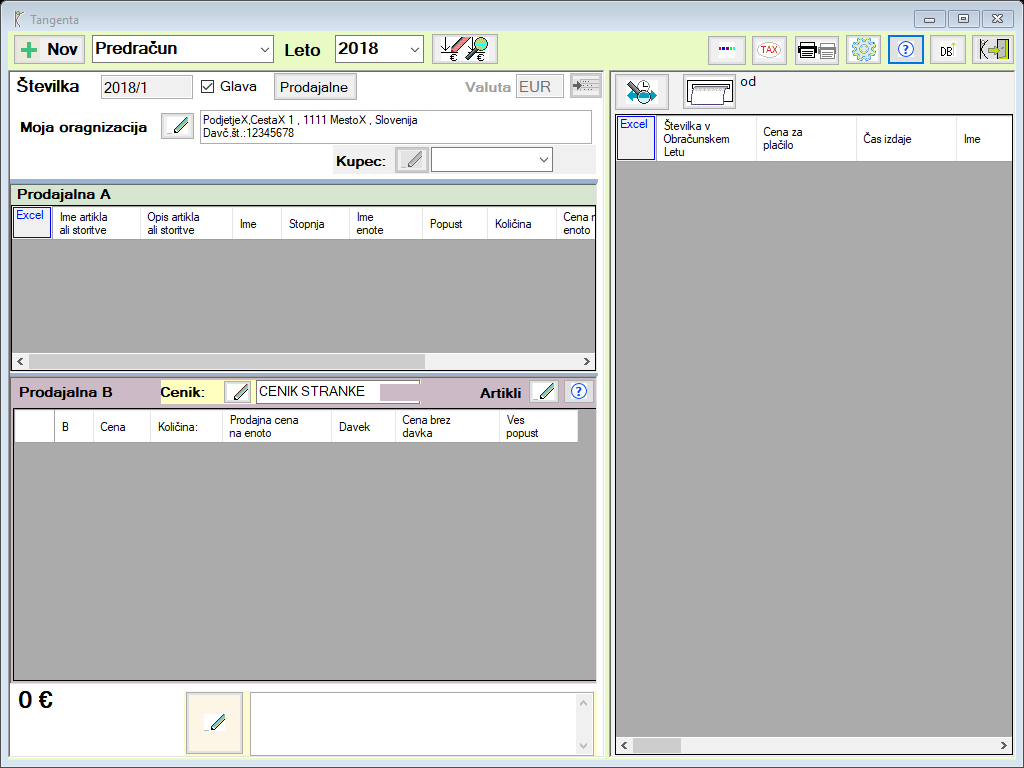 Tangenta
Nov Predračun Leto 2018
TAX
DB
Številka 2018/1 Glava Prodajalne Valuta EUR
Moja oragnizacija
PodjetjeX,CestaX 1 , 1111 MestoX , Slovenija
Davč.št.:12345678
Kupec:
Prodajalna A
Excel
Ime artikla
ali storitve
Opis artikla
ali storitve
Ime
Stopnja
Ime
enote
Popust
Količina
Cena n
enoto
Prodajalna B Cenik: CENIK STRANKE Artikli
B
Cena
Količina:
Prodajna cena
na enoto
Davek
Cena brez
davka
Ves
popust
0 €
od
Excel
Številka v
Obračunskem
Letu
Cena za
plačilo
Čas izdaje
Ime